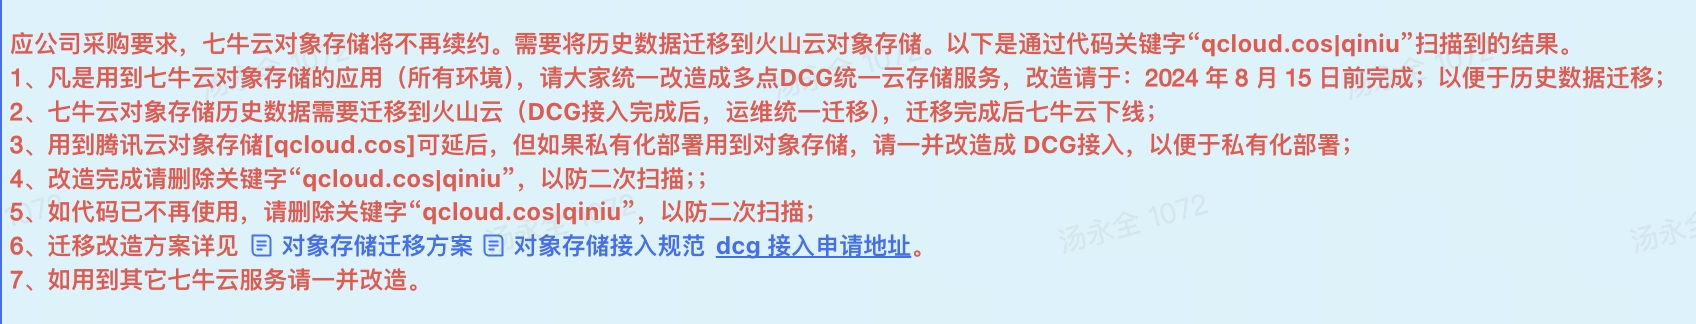 应公司采购要求，七牛云对象存储将不再续约。需要将历史数据迁移到火山云对象存储。以下是通过代码关键字“qcloud.cos|qiniu”扫描到的结果。
1、凡是用到七牛云对象存储的应用（所有环境），请大家统一改造成多点DCG统一云存储服务，改造请于：2024 年 8 月 15 日前完成；以便于历史数据迁移；
2、七牛云对象存储历史数据需要迁移到火山云（DCG接入完成后，运维统一迁移），迁移完成后七牛云下线；
3、用到腾讯云对象存储[qcloud.cos]可延后，但如果私有化部署用到对象存储，请一并改造成 DCG接入，以便于私有化部署；
4、改造完成请删除关键字“qcloud.cos|qiniu”，以防二次扫描；；
5、如代码已不再使用，请删除关键字“qcloud.cos|qiniu”，以防二次扫描；
6、迁移改造方案详见 对象存储迁移方案 对象存储接入规范 dcg 接入申请地址。
7、如用到其它七牛云服务请一并改造。
汤永全 1072